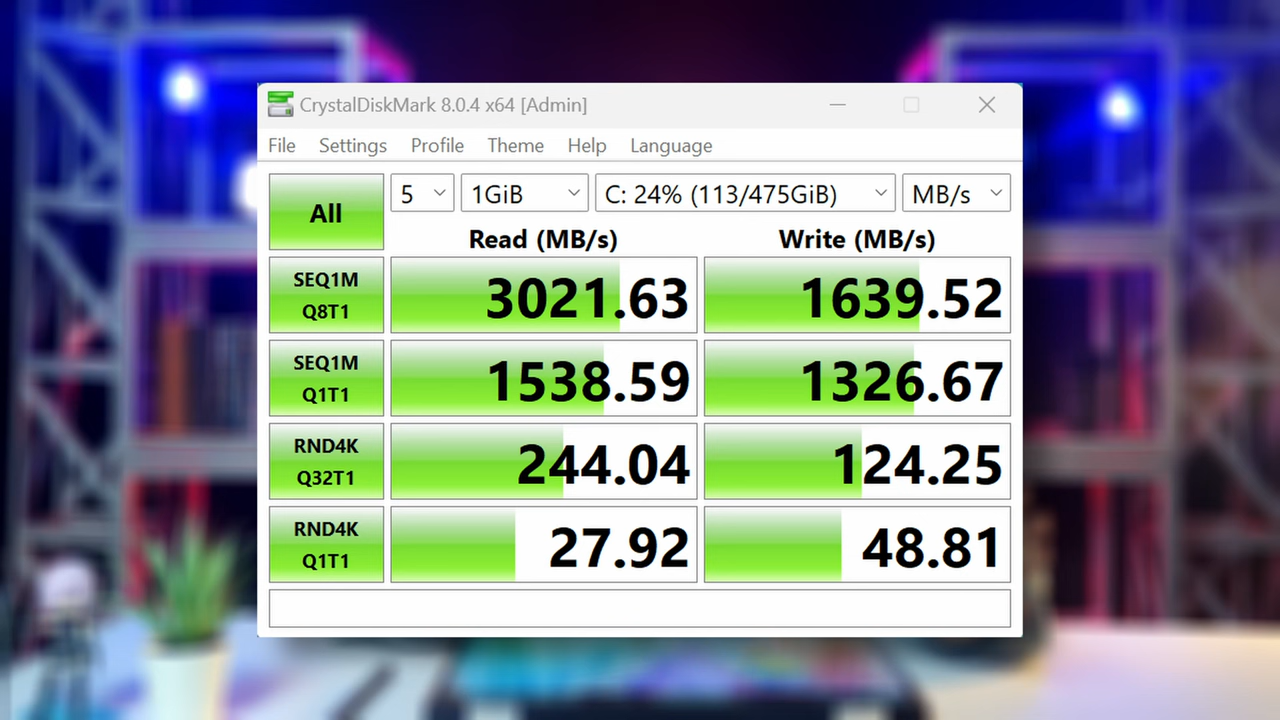 CrystalDiskMark 8.0.4 x64 [Admin]
File Settings Profile Theme Help Language
All 5 1GiB C: 24% (113/475GiB) MB/s
Read (MB/s) Write (MB/s)
SEQ1M Q8T1 3021.63 1639.52
SEQ1M Q1T1 1538.59 1326.67
RND4K Q32T1 244.04 124.25
RND4K Q1T1 27.92 48.81